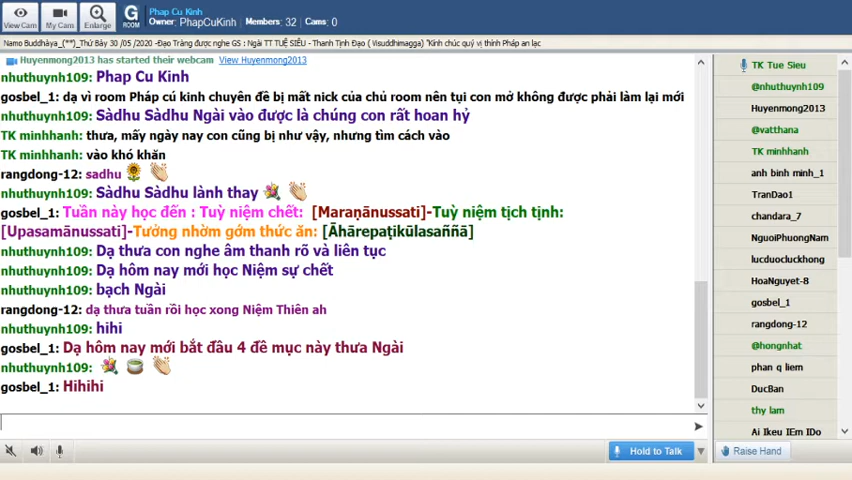 View Cam
My Cam
Enlarge
G
ROOM
Phap Cu Kinh
Owner: PhapCuKinh Members: 32 Cams: 0
Namo Buddhàya_(**)_Thứ Bảy 30 /05 /2020 -Đạo Tràng được nghe GS : Ngài TT TUỆ SIÊU - Thanh Tịnh Đạo ( Visuddhimagga) "Kính chúc quý vị thính Pháp an lạc
Huyenmong2013 has started their webcam View Huyenmong2013
nhuthuynh109: Phap Cu Kinh
gosbel_1: dạ vì room Pháp cú kinh chuyên đề bị mất nick của chủ room nên tụi con mở không được phải làm lại mới
nhuthuynh109: Sàdhu Sàdhu Ngài vào được là chúng con rất hoan hỷ
TK minhhanh: thưa, mấy ngày nay con cũng bị như vậy, nhưng tìm cách vào
TK minhhanh: vào khó khăn
rangdong-12: sadhu
nhuthuynh109: Sàdhu Sàdhu lành thay
gosbel_1: Tuần này học đến : Tuỳ niệm chết: [Maraṇānussati]-Tuỳ niệm tịch tịnh:
[Upasamānussati]-Tưởng nhờm gớm thức ăn: [Āhārepaṭikūlasaññā]
nhuthuynh109: Dạ thưa con nghe âm thanh rõ và liên tục
nhuthuynh109: Dạ hôm nay mới học Niệm sự chết
nhuthuynh109: bạch Ngài
rangdong-12: dạ thưa tuần rồi học xong Niệm Thiên ah
nhuthuynh109: hihi
gosbel_1: Dạ hôm nay mới bắt đầu 4 đề mục này thưa Ngài
nhuthuynh109:
gosbel_1: Hihihi
Hold to Talk
TK Tue Sieu
@nhuthuynh109
Huyenmong2013
@vatthana
TK minhhanh
anh binh minh_1
TranDao1
chandara_7
NguoiPhuongNam
lucduocluckhong
HoaNguyet-8
gosbel_1
rangdong-12
@hongnhat
phan q liem
DucBan
thy lam
Ai Ikeu IEm IDo
Raise Hand